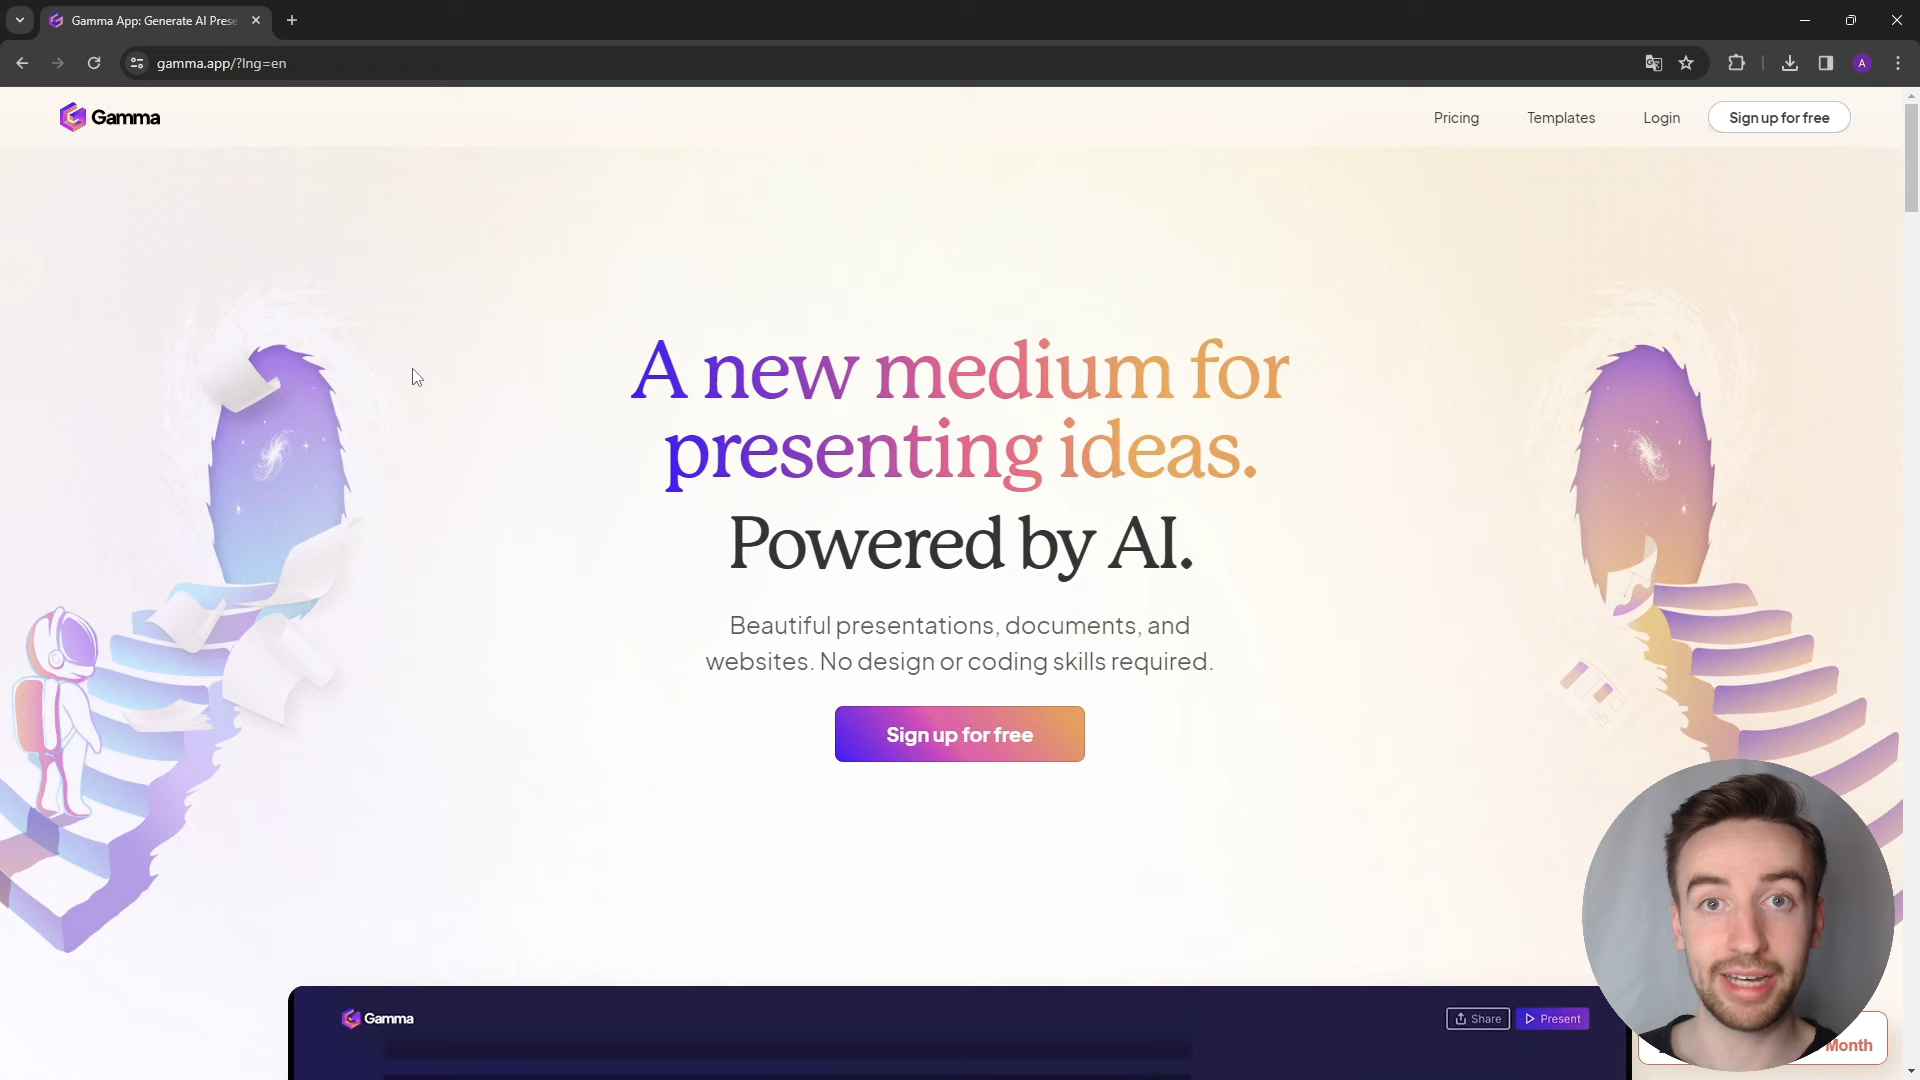 Gamma App: Generate AI Prese
gamma.app/?lng=en
A
Gamma
Pricing
Templates
Login
Sign up for free
A new medium for
presenting ideas.
Powered by AI.
Beautiful presentations, documents, and
websites. No design or coding skills required.
Sign up for free
Gamma
Share
Present
Month